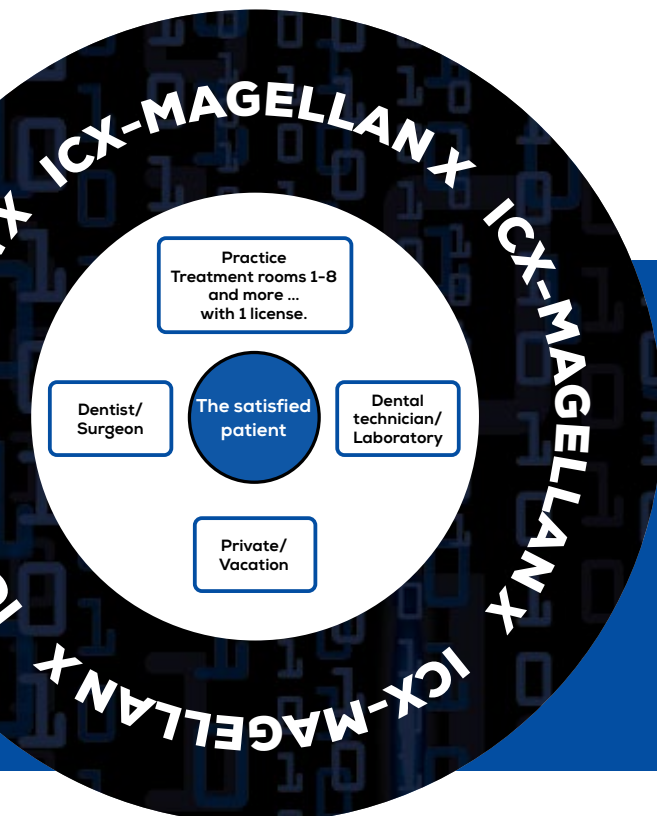 ICX-MAGELLAN X
ICX-MAGELLAN X
ICX-MAGELLAN X
X
IC
Practice
Treatment rooms 1-8
and more ...
with 1 license.
Dentist/
Surgeon
The satisfied
patient
Dental
technician/
Laboratory
Private/
Vacation